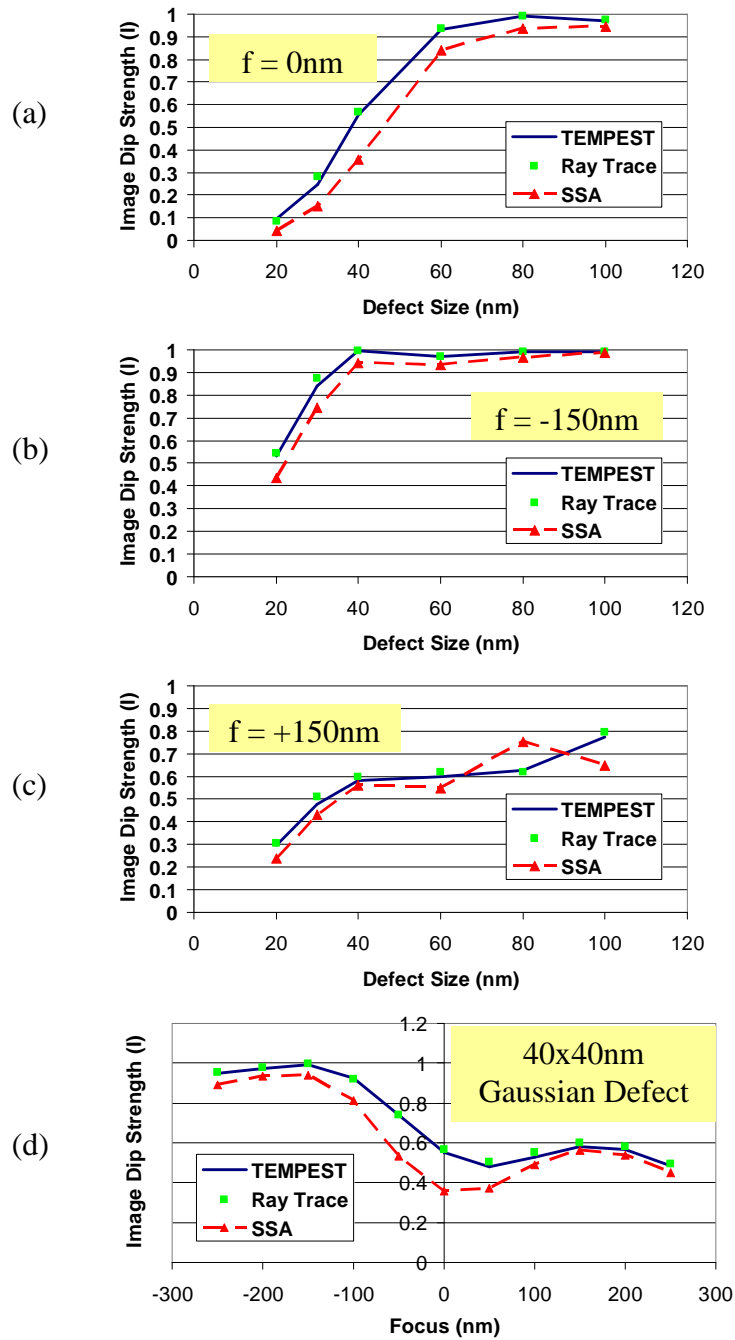 (a)
Image Dip Strength (I)
1
0.9
0.8
0.7
0.6
0.5
0.4
0.3
0.2
0.1
0
f = 0nm
TEMPEST
Ray Trace
SSA
0 20 40 60 80 100 120
Defect Size (nm)
(b)
Image Dip Strength (I)
1
0.9
0.8
0.7
0.6
0.5
0.4
0.3
0.2
0.1
0
f = -150nm
TEMPEST
Ray Trace
SSA
0 20 40 60 80 100 120
Defect Size (nm)
(c)
Image Dip Strength (I)
1
0.9
0.8
0.7
0.6
0.5
0.4
0.3
0.2
0.1
0
f = +150nm
TEMPEST
Ray Trace
SSA
0 20 40 60 80 100 120
Defect Size (nm)
(d)
Image Dip Strength (I)
1.2
1
0.8
0.6
0.4
0.2
0
40x40nm
Gaussian Defect
TEMPEST
Ray Trace
SSA
-300 -200 -100 0 100 200 300
Focus (nm)